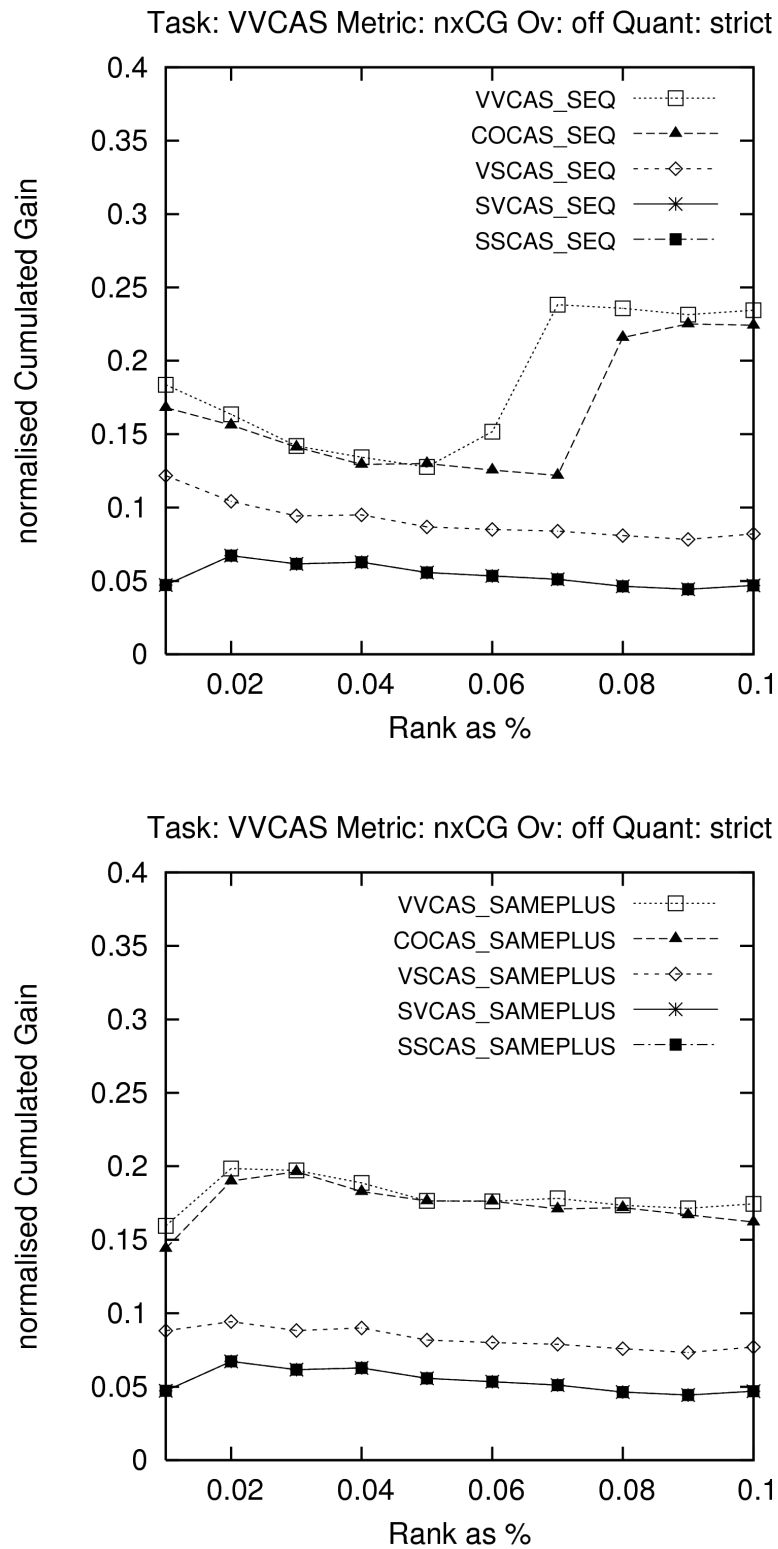 Task: VVCAS Metric: nxCG Ov: off Quant: strict
normalised Cumulated Gain
0.4
0.35
0.3
0.25
0.2
0.15
0.1
0.05
0
VVCAS_SEQ
COCAS_SEQ
VSCAS_SEQ
SVCAS_SEQ
SSCAS_SEQ
0.02 0.04 0.06 0.08 0.1
Rank as %
Task: VVCAS Metric: nxCG Ov: off Quant: strict
normalised Cumulated Gain
0.4
0.35
0.3
0.25
0.2
0.15
0.1
0.05
0
VVCAS_SAMEPLUS
COCAS_SAMEPLUS
VSCAS_SAMEPLUS
SVCAS_SAMEPLUS
SSCAS_SAMEPLUS
0.02 0.04 0.06 0.08 0.1
Rank as %